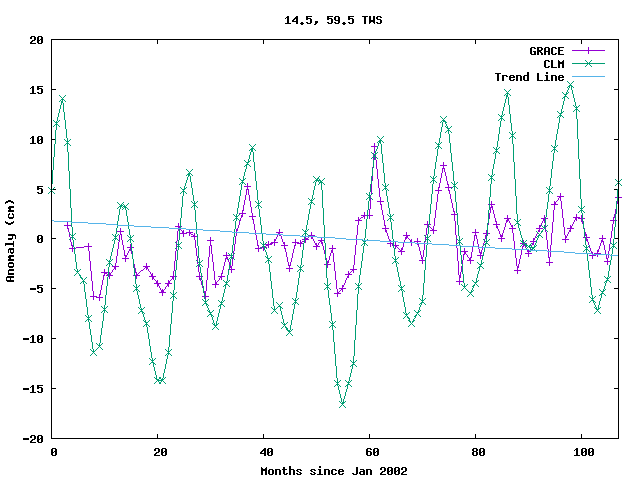 14.5, 59.5 TWS
GRACE
CLM
Trend Line
20
15
10
5
0
-5
-10
-15
-20
Anomaly (cm)
0 20 40 60 80 100
Months since Jan 2002